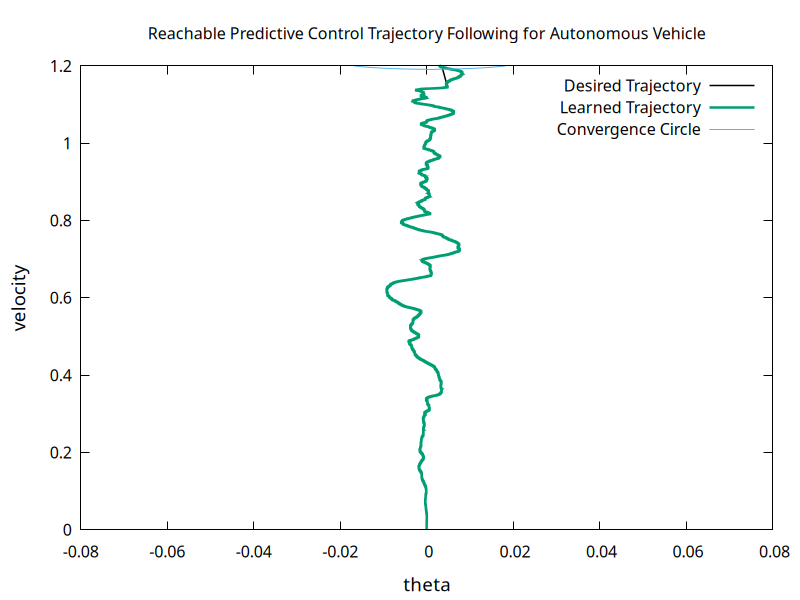 Reachable Predictive Control Trajectory Following for Autonomous Vehicle
Desired Trajectory
Learned Trajectory
Convergence Circle
1.2
1
0.8
0.6
0.4
0.2
0
velocity
-0.08
-0.06
-0.04
-0.02
0
0.02
0.04
0.06
0.08
theta